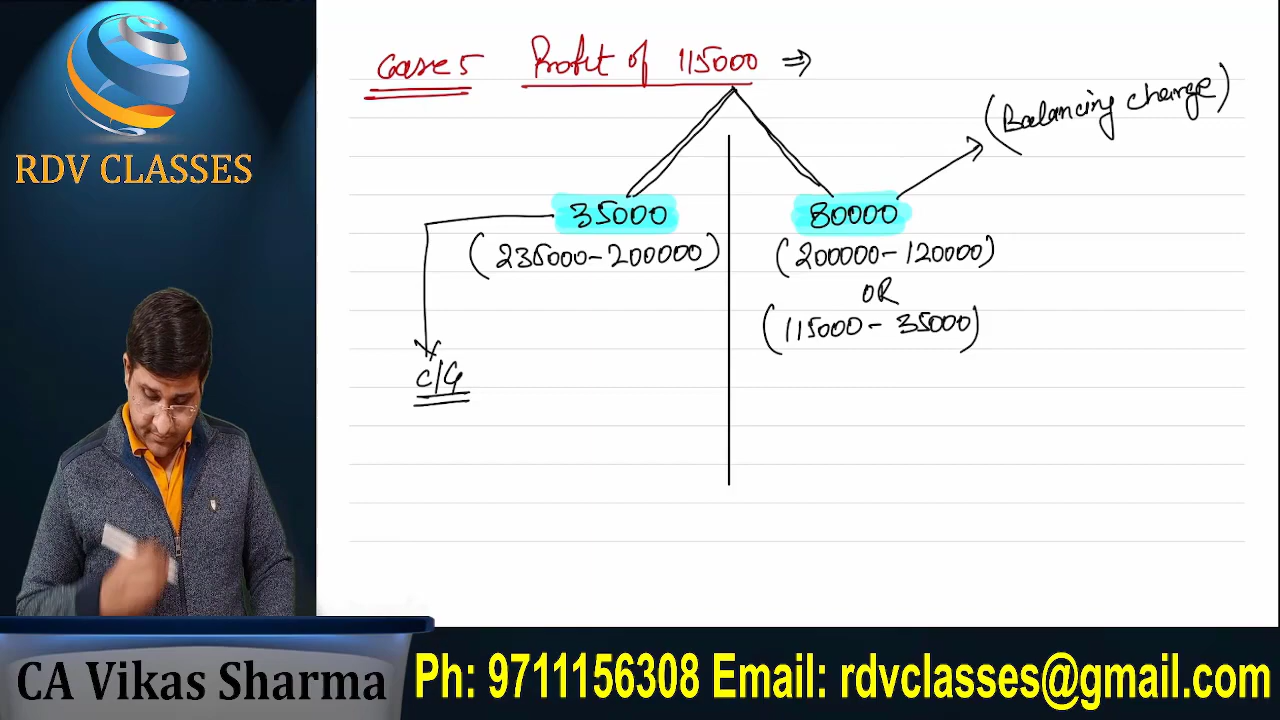 RDV CLASSES
Case 5 Profit of 115000 ⇒
(Balancing charge)
35000 80000
(235000-200000) (200000-120000)
OR
(115000-35000)
C/G
CA Vikas Sharma
Ph: 9711156308 Email: rdvclasses@gmail.com